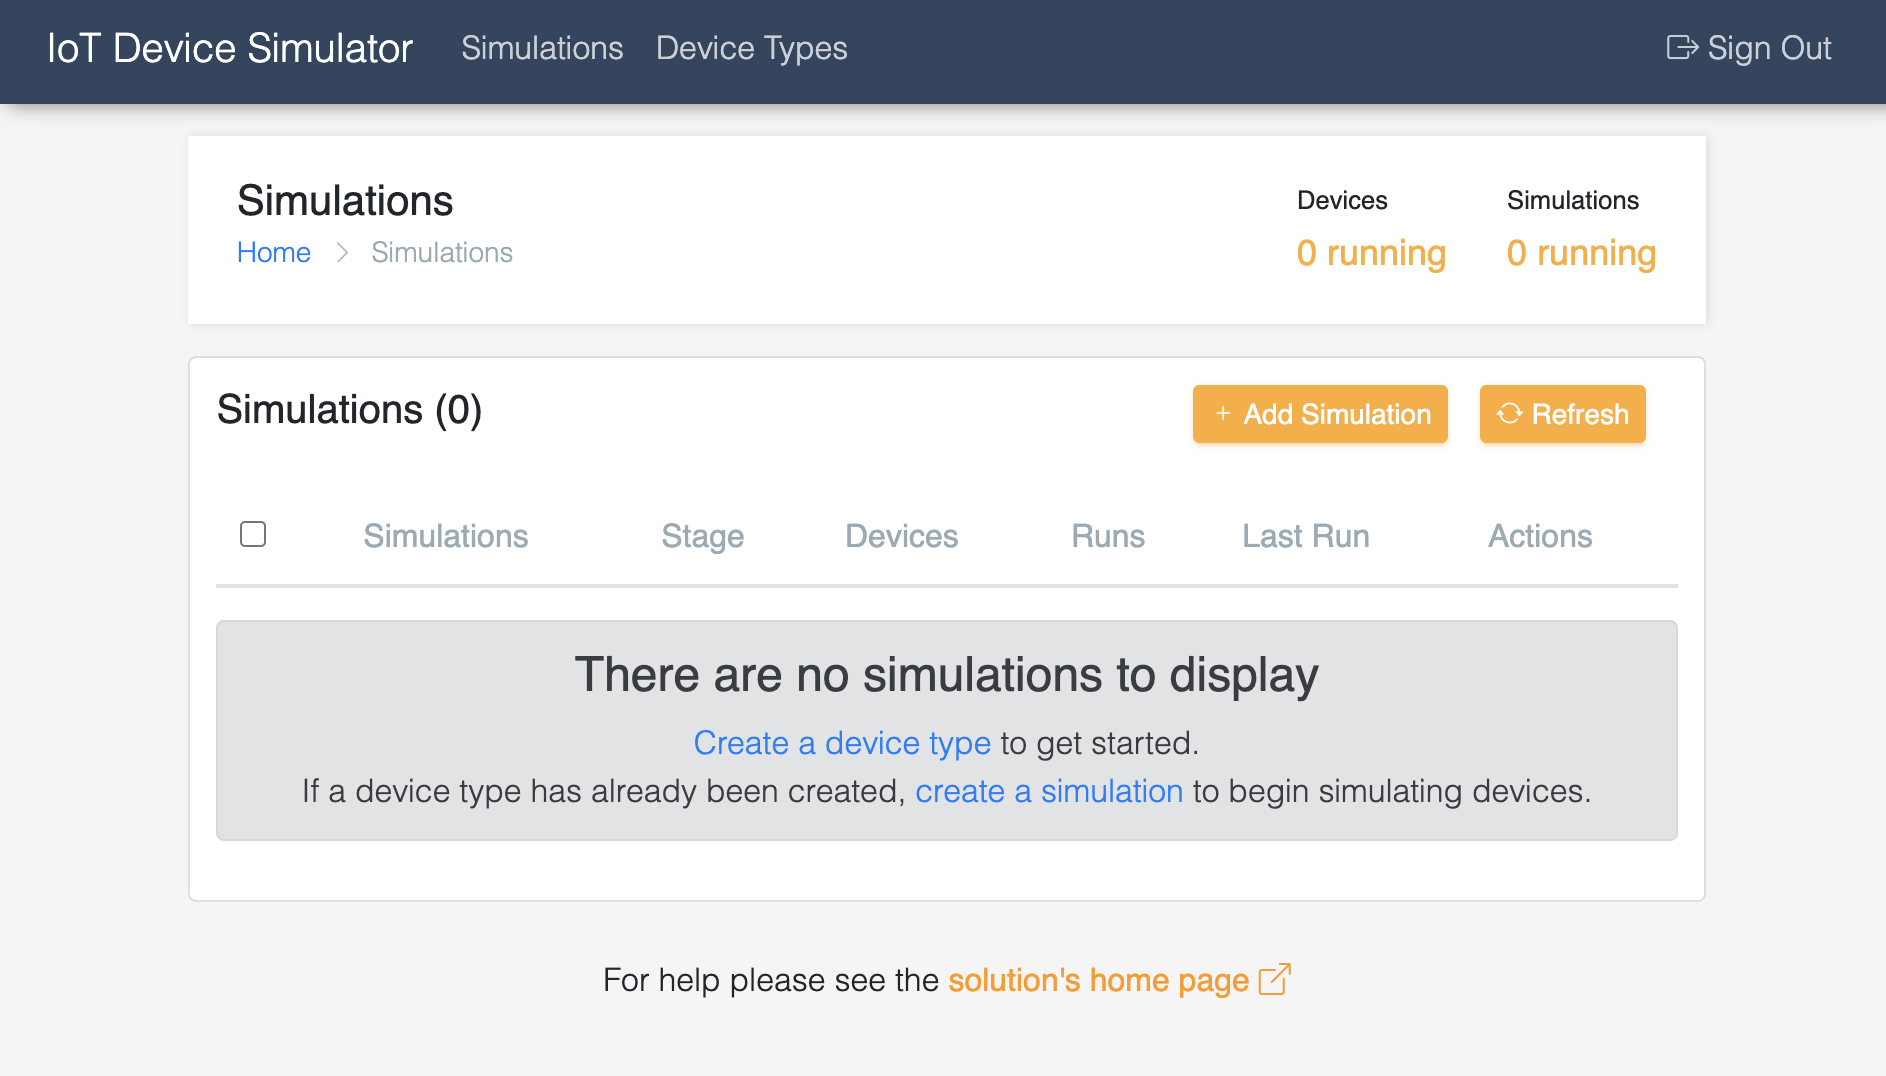 IoT Device Simulator Simulations Device Types Sign Out
Simulations
Home > Simulations
Devices Simulations
0 running 0 running
Simulations (0)
+ Add Simulation Refresh
Simulations Stage Devices Runs Last Run Actions
There are no simulations to display
Create a device type to get started.
If a device type has already been created, create a simulation to begin simulating devices.
For help please see the solution's home page